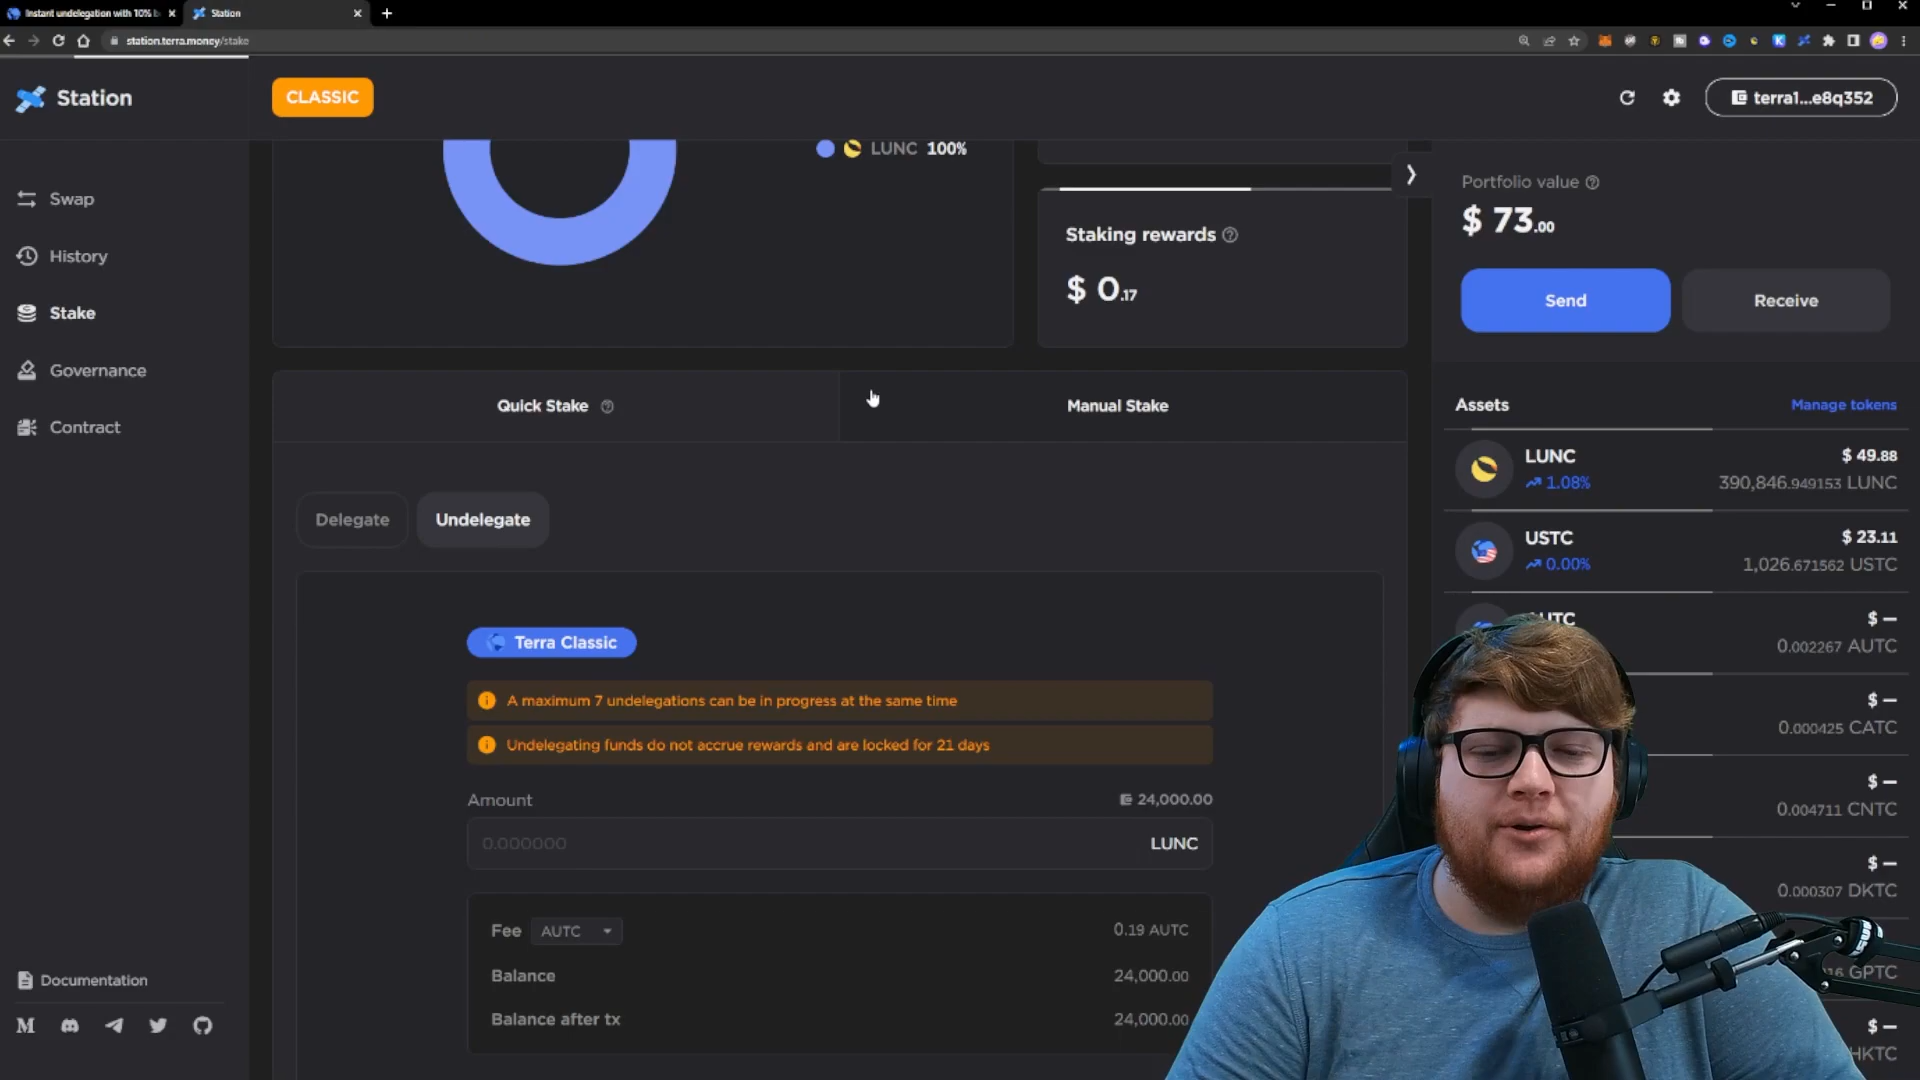 Instant undelegation with 10% b
Station
station.terra.money/stake
Station
CLASSIC
terra1...e8q352
LUNC 100%
Swap
History
Stake
Governance
Contract
Staking rewards
$ 0.17
Portfolio value
$ 73.00
Send
Receive
Quick Stake
Manual Stake
Assets
Manage tokens
LUNC
$ 49.88
1.08%
390,846.949153 LUNC
USTC
$ 23.11
0.00%
1,026.671562 USTC
Delegate
Undelegate
$ —
0.002267 AUTC
Terra Classic
A maximum 7 undelegations can be in progress at the same time
Undelegating funds do not accrue rewards and are locked for 21 days
$ —
0.000425 CATC
Amount
24,000.00
0.000000
LUNC
$ —
0.004711 CNTC
$ —
0.000307 DKTC
Fee
AUTC
0.19 AUTC
Balance
24,000.00
Balance after tx
24,000.00
GPTC
$ —
Documentation